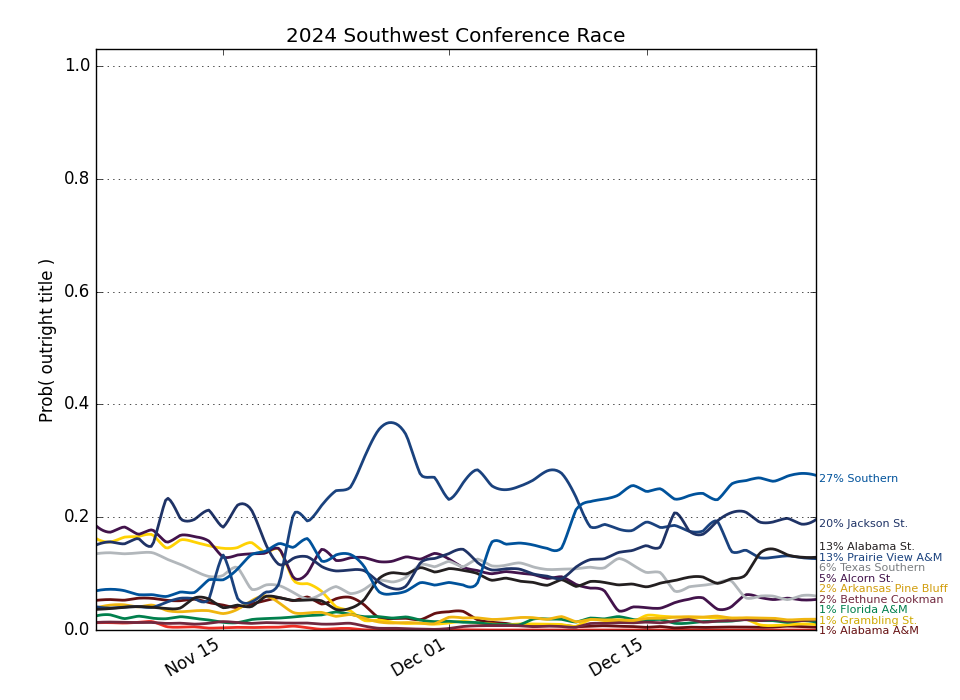 2024 Southwest Conference Race
Prob( outright title )
1.0
0.8
0.6
0.4
0.2
0.0
Nov 15
Dec 01
Dec 15
27% Southern
20% Jackson St.
13% Alabama St.
13% Prairie View A&M
6% Texas Southern
5% Alcorn St.
2% Arkansas Pine Bluff
2% Bethune Cookman
1% Florida A&M
1% Grambling St.
1% Alabama A&M